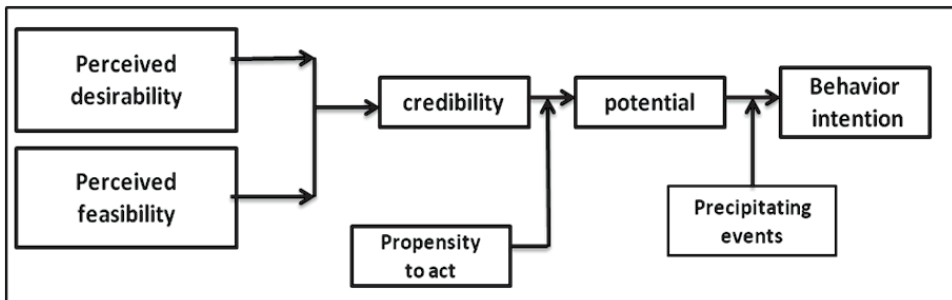 Perceived
desirability
Perceived
feasibility
credibility
potential
Behavior
intention
Propensity
to act
Precipitating
events